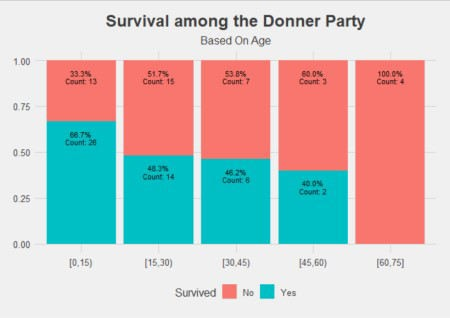 Survival among the Donner Party
Based On Age
1.00
0.75
0.50
0.25
0.00
33.3%
Count: 13
66.7%
Count: 26
51.7%
Count: 15
48.3%
Count: 14
53.8%
Count: 7
46.2%
Count: 6
60.0%
Count: 3
40.0%
Count: 2
100.0%
Count: 4
[0,15)
[15,30)
[30,45)
[45,60)
[60,75]
Survived No Yes